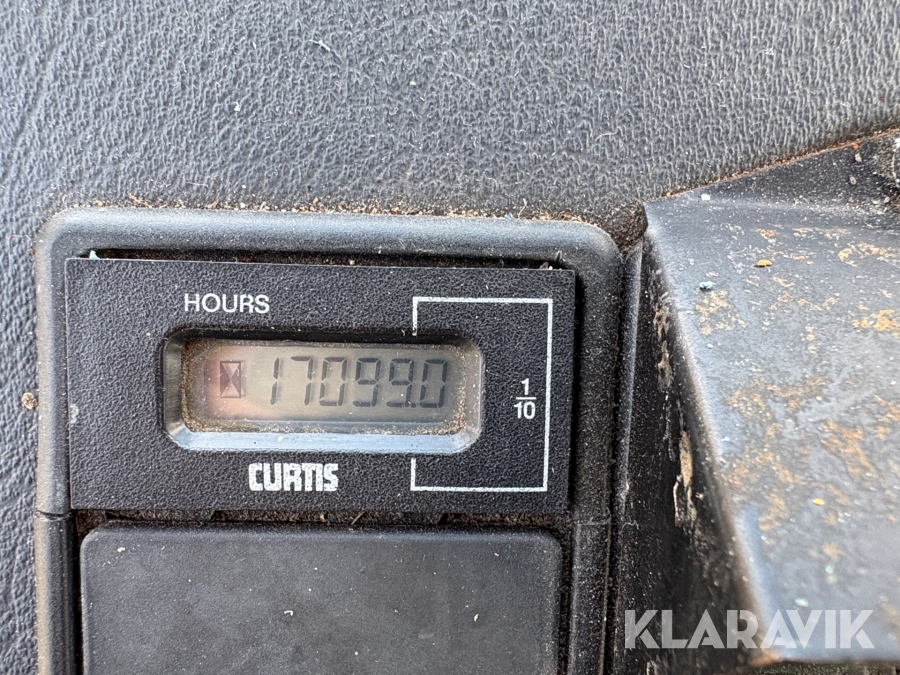 HOURS
17099.0
1/10
CURTIS
KLARAVIK